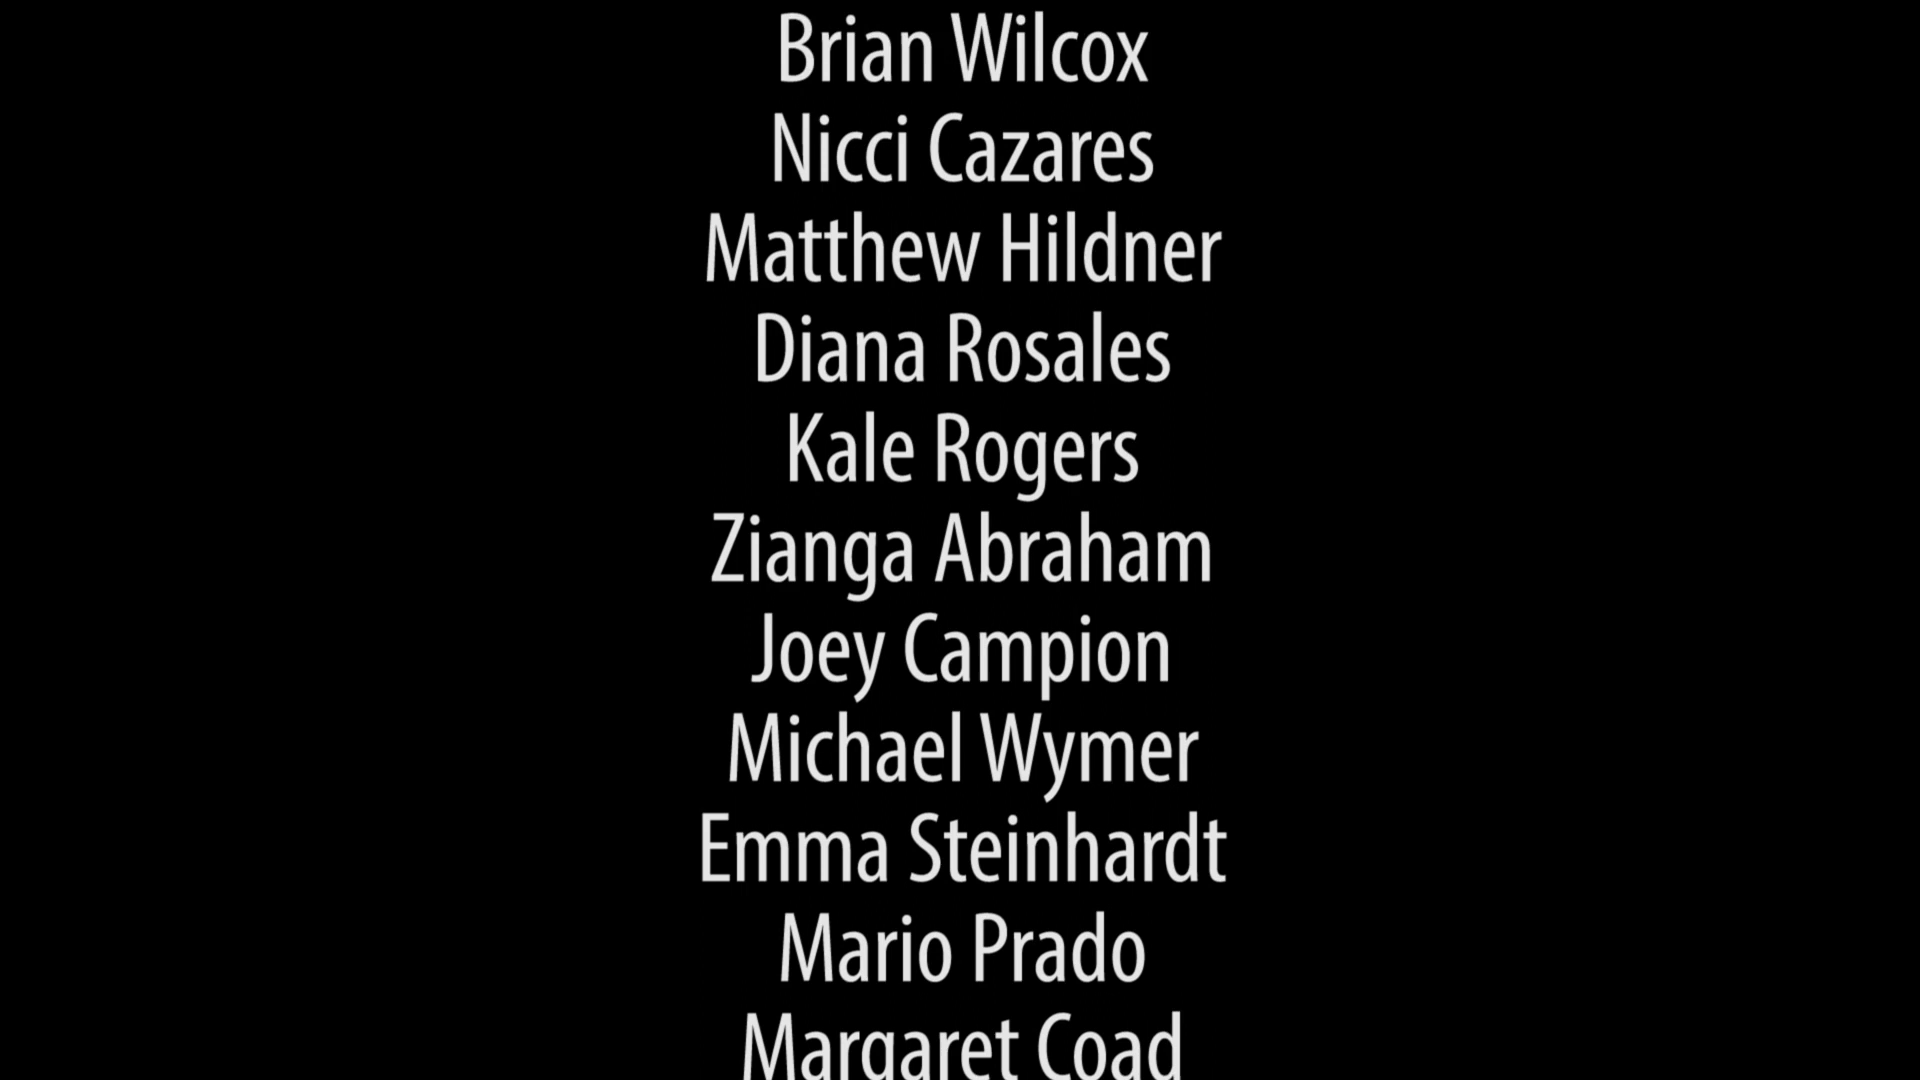 Brian Wilcox
Nicci Cazares
Matthew Hildner
Diana Rosales
Kale Rogers
Zianga Abraham
Joey Campion
Michael Wymer
Emma Steinhardt
Mario Prado
Margaret Coad